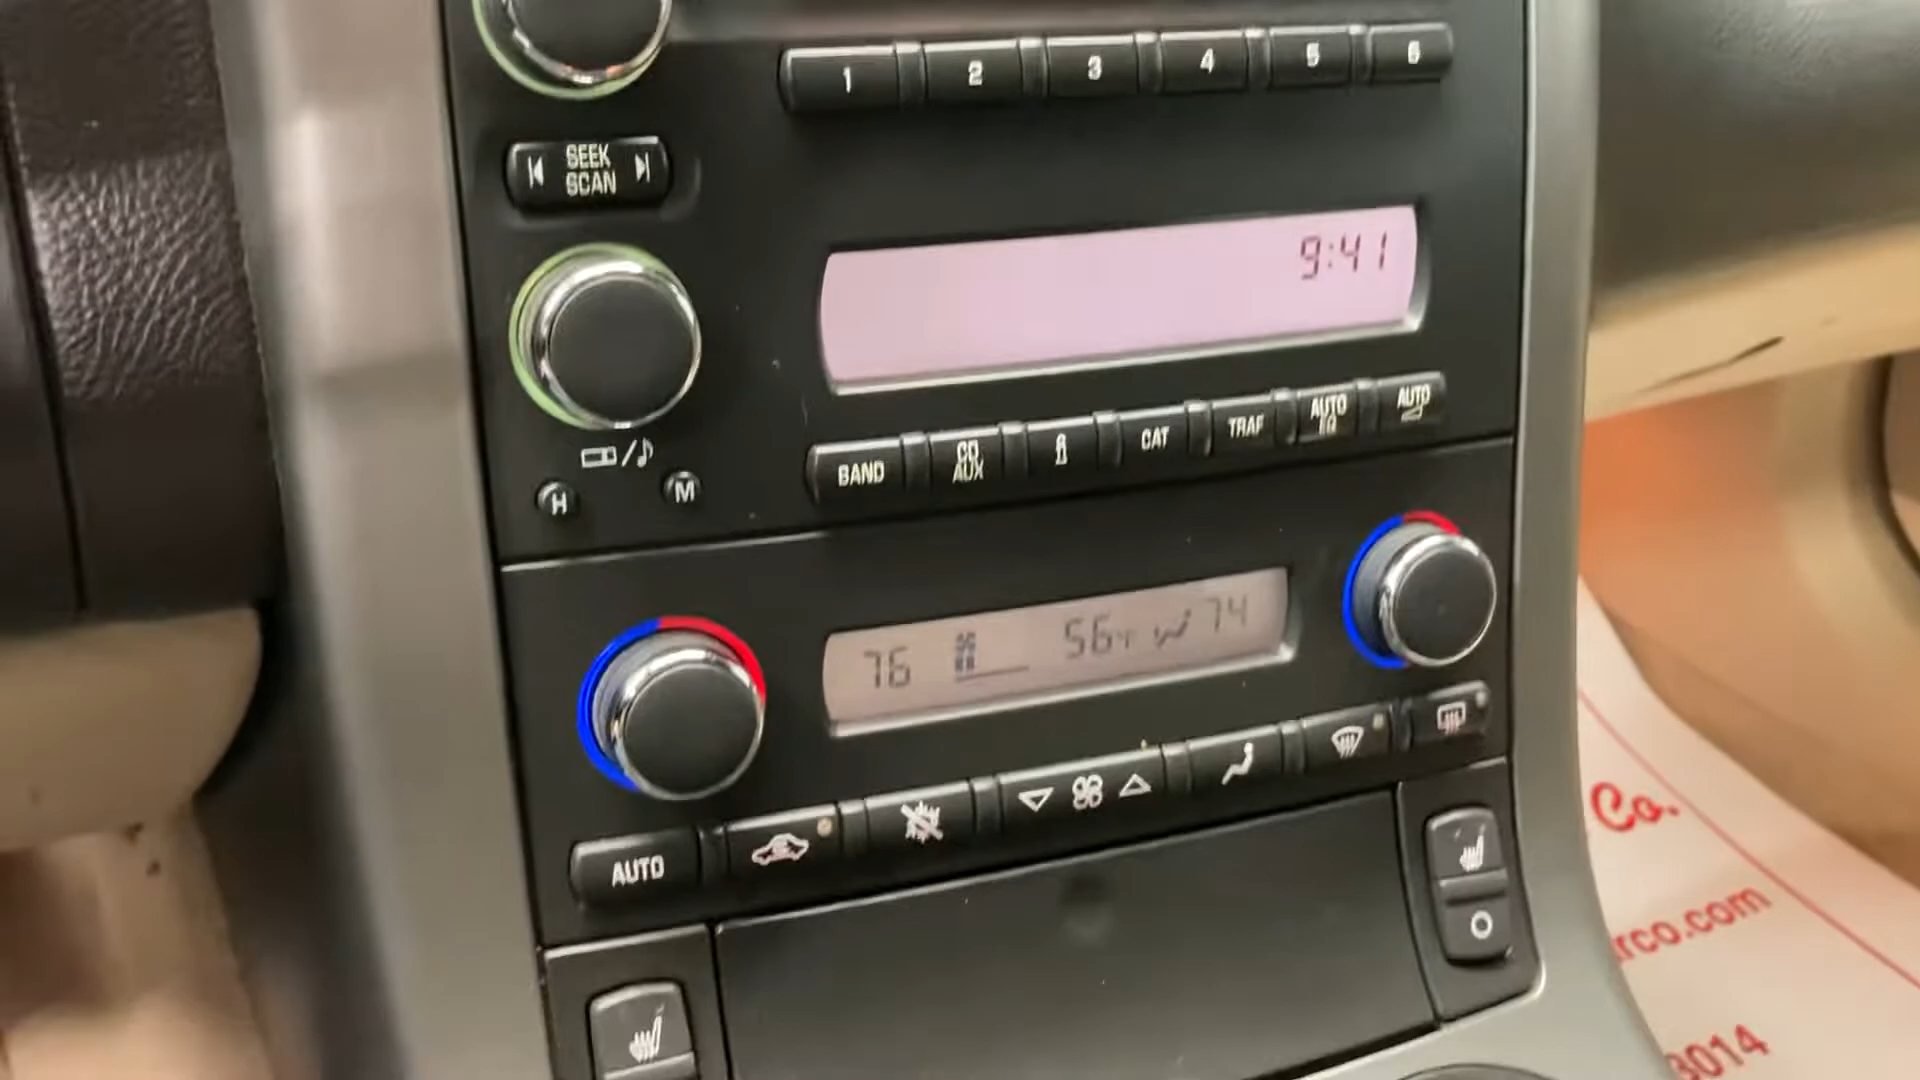 1 2 3 4 5 6
SEEK
SCAN
9:41
BAND CD AUX i CAT TRAF AUTO AUTO
H M
76 56 74
AUTO
Co.
rco.com
3014